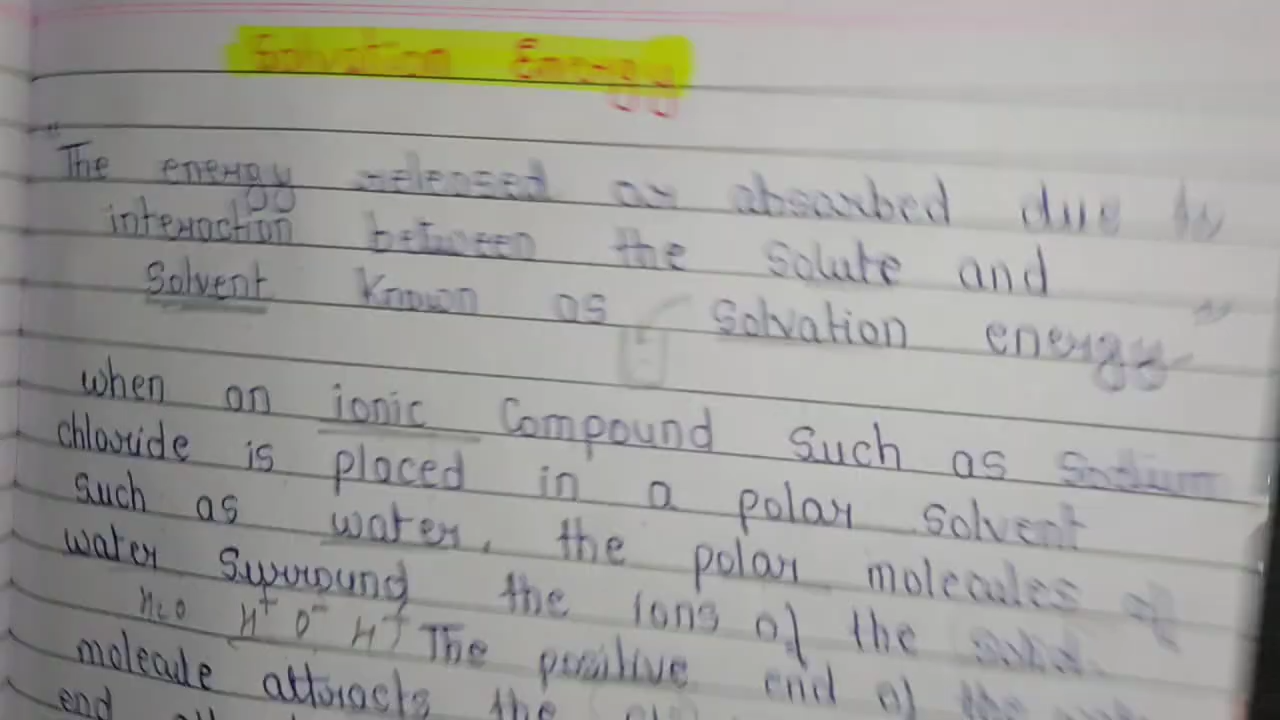 Solvation Energy
"The energy released or absorbed due to
interaction between the solute and
solvent known as solvation energy"
when an ionic compound such as sodium
chloride is placed in a polar solvent
such as water, the polar molecules of
water surround the ions of the solid.
H⁺ O⁻ H⁺ The positive end of the
molecule attracts the
end